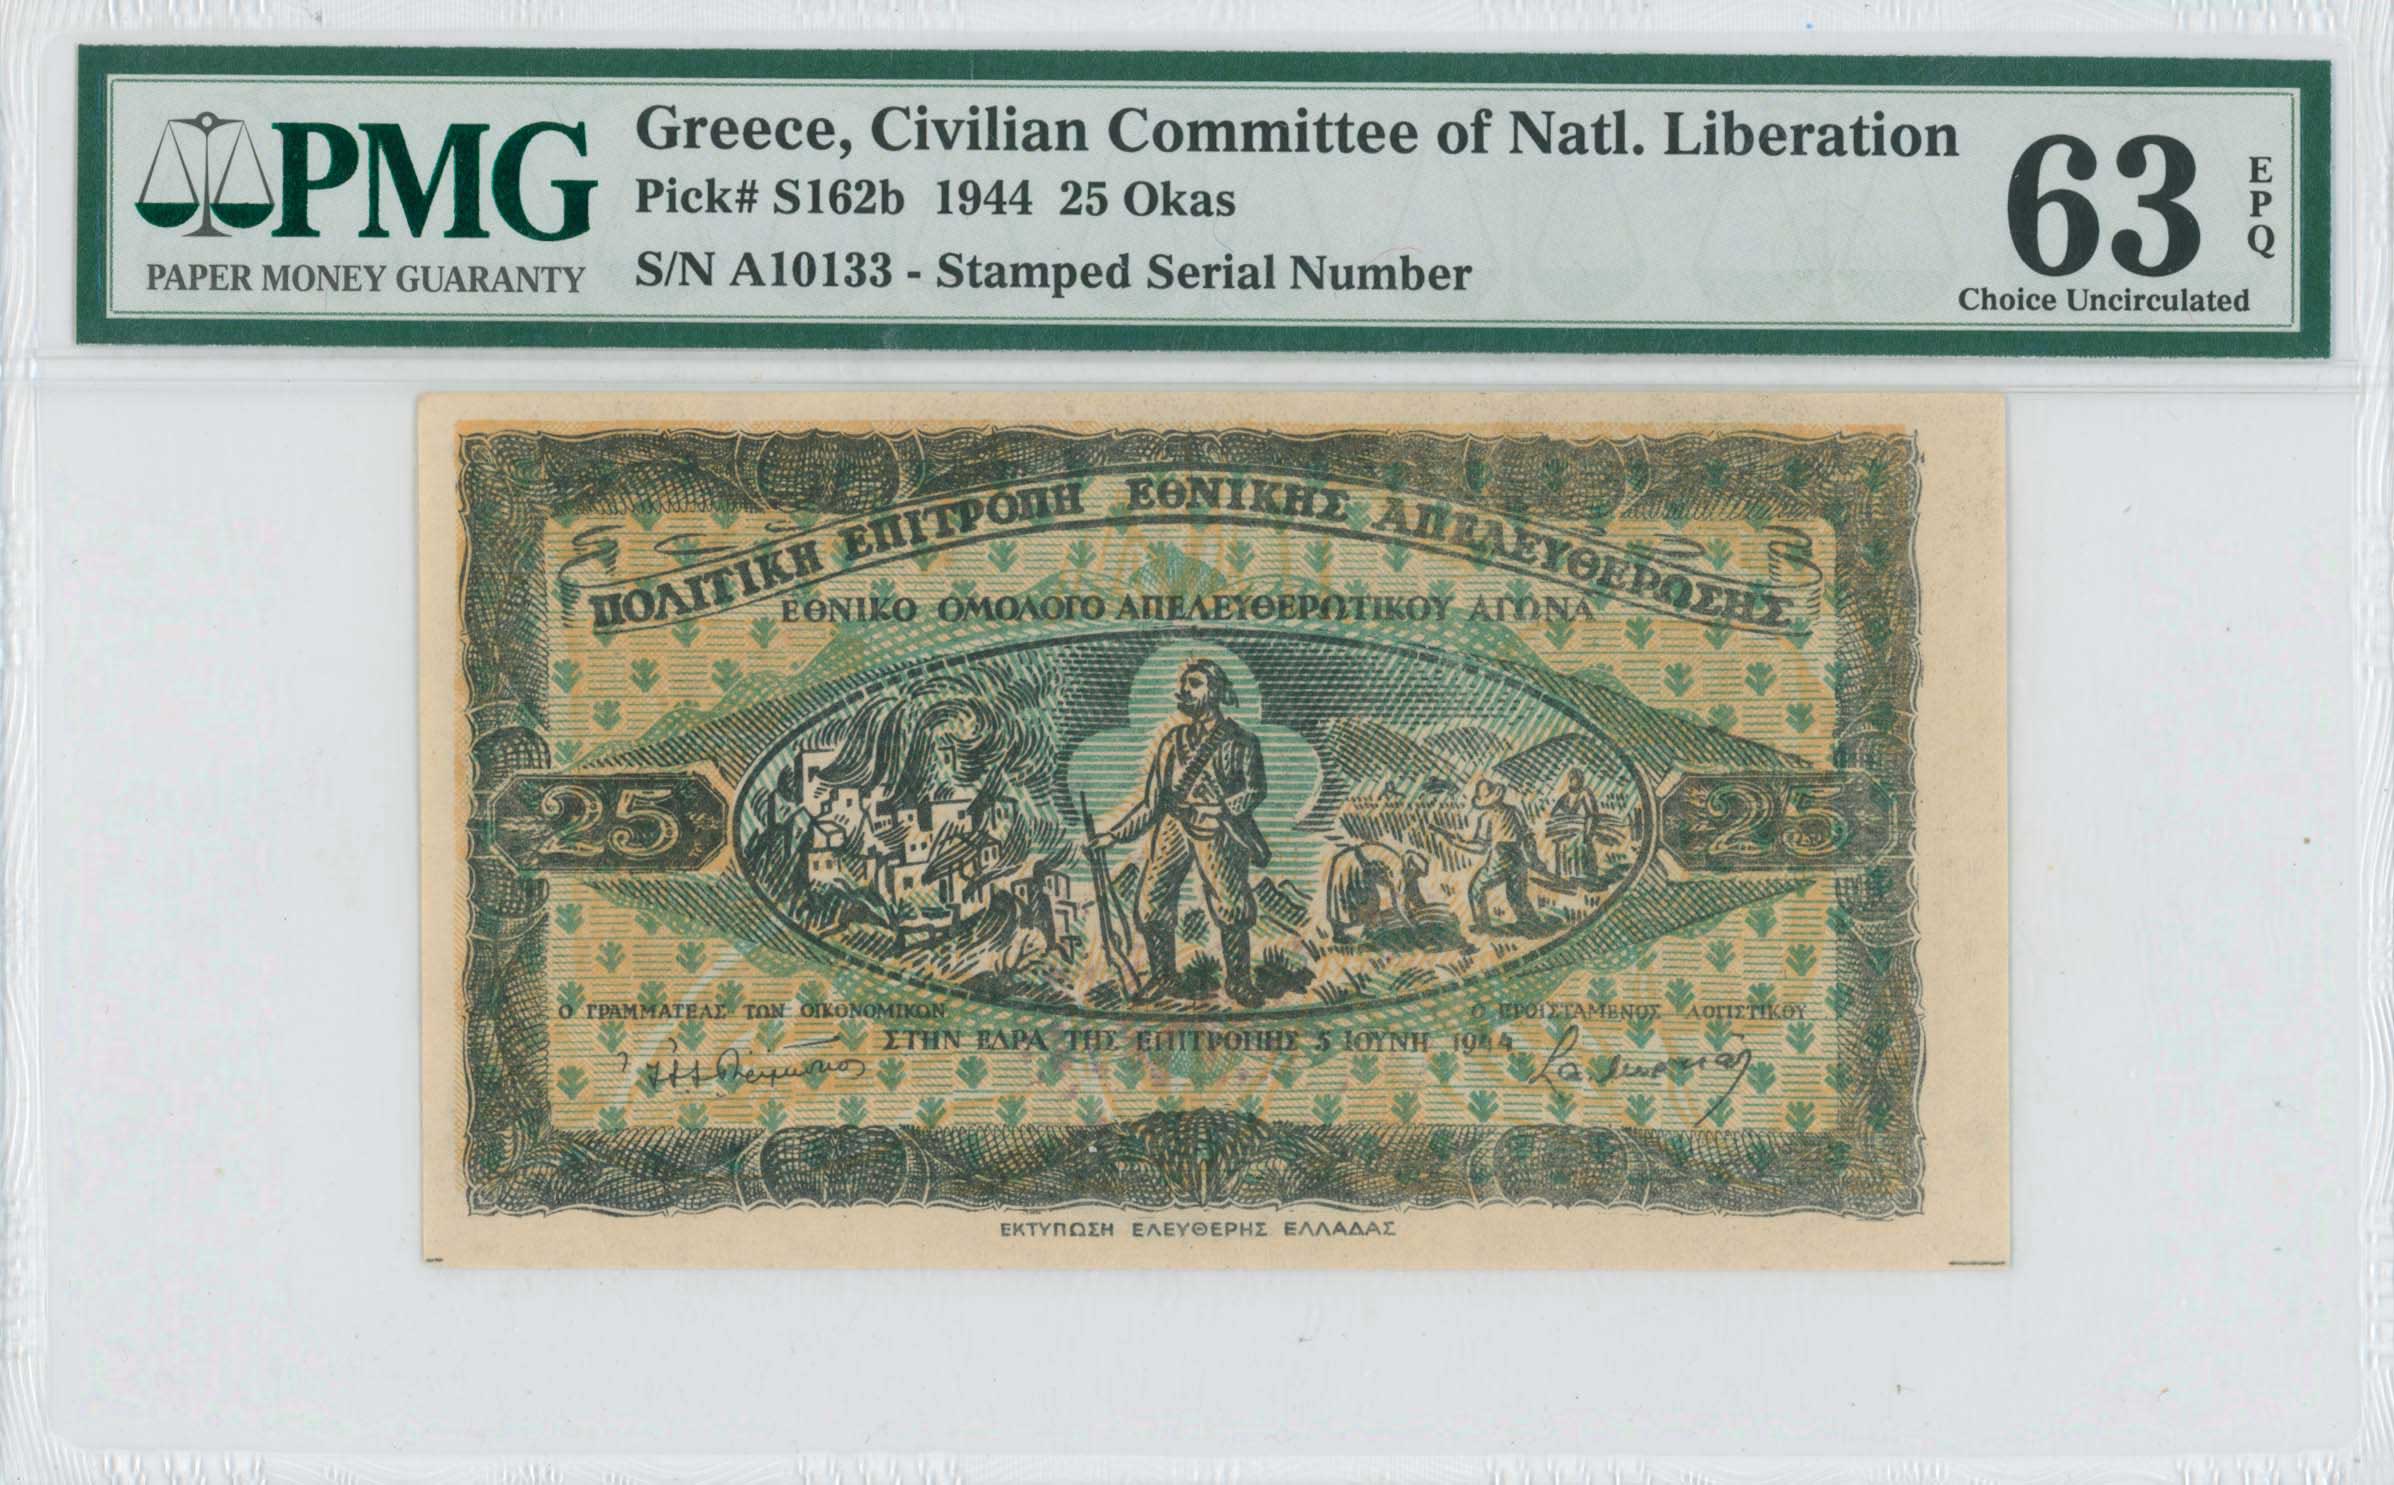 PMG
PAPER MONEY GUARANTY
Greece, Civilian Committee of Natl. Liberation
Pick# S162b 1944 25 Okas
S/N A10133 - Stamped Serial Number
63
EPQ
Choice Uncirculated
ΠΟΛΙΤΙΚΗ ΕΠΙΤΡΟΠΗ ΕΘΝΙΚΗΣ ΑΠΕΛΕΥΘΕΡΩΣΗΣ
ΕΘΝΙΚΟ ΟΜΟΛΟΓΟ ΑΠΕΛΕΥΘΕΡΩΤΙΚΟΥ ΑΓΩΝΑ
25 25
Ο ΓΡΑΜΜΑΤΕΑΣ ΤΩΝ ΟΙΚΟΝΟΜΙΚΩΝ
Ο ΠΡΟΙΣΤΑΜΕΝΟΣ ΛΟΓΙΣΤΙΚΟΥ
ΣΤΗΝ ΕΔΡΑ ΤΗΣ ΕΠΙΤΡΟΠΗΣ 5 ΙΟΥΝΗ 1944
ΕΚΤΥΠΩΣΗ ΕΛΕΥΘΕΡΗΣ ΕΛΛΑΔΑΣ